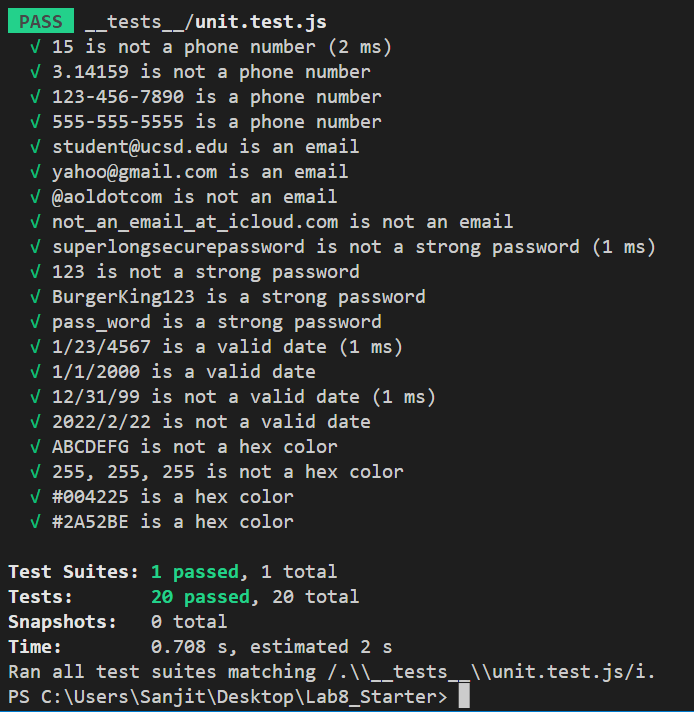 PASS __tests__/unit.test.js
√ 15 is not a phone number (2 ms)
√ 3.14159 is not a phone number
√ 123-456-7890 is a phone number
√ 555-555-5555 is a phone number
√ student@ucsd.edu is an email
√ yahoo@gmail.com is an email
√ @aoldotcom is not an email
√ not_an_email_at_icloud.com is not an email
√ superlongsecurepassword is not a strong password (1 ms)
√ 123 is not a strong password
√ BurgerKing123 is a strong password
√ pass_word is a strong password
√ 1/23/4567 is a valid date (1 ms)
√ 1/1/2000 is a valid date
√ 12/31/99 is not a valid date (1 ms)
√ 2022/2/22 is not a valid date
√ ABCDEFG is not a hex color
√ 255, 255, 255 is not a hex color
√ #004225 is a hex color
√ #2A52BE is a hex color
Test Suites: 1 passed, 1 total
Tests: 20 passed, 20 total
Snapshots: 0 total
Time: 0.708 s, estimated 2 s
Ran all test suites matching /.\\__tests__\\unit.test.js/i.
PS C:\Users\Sanjit\Desktop\Lab8_Starter>